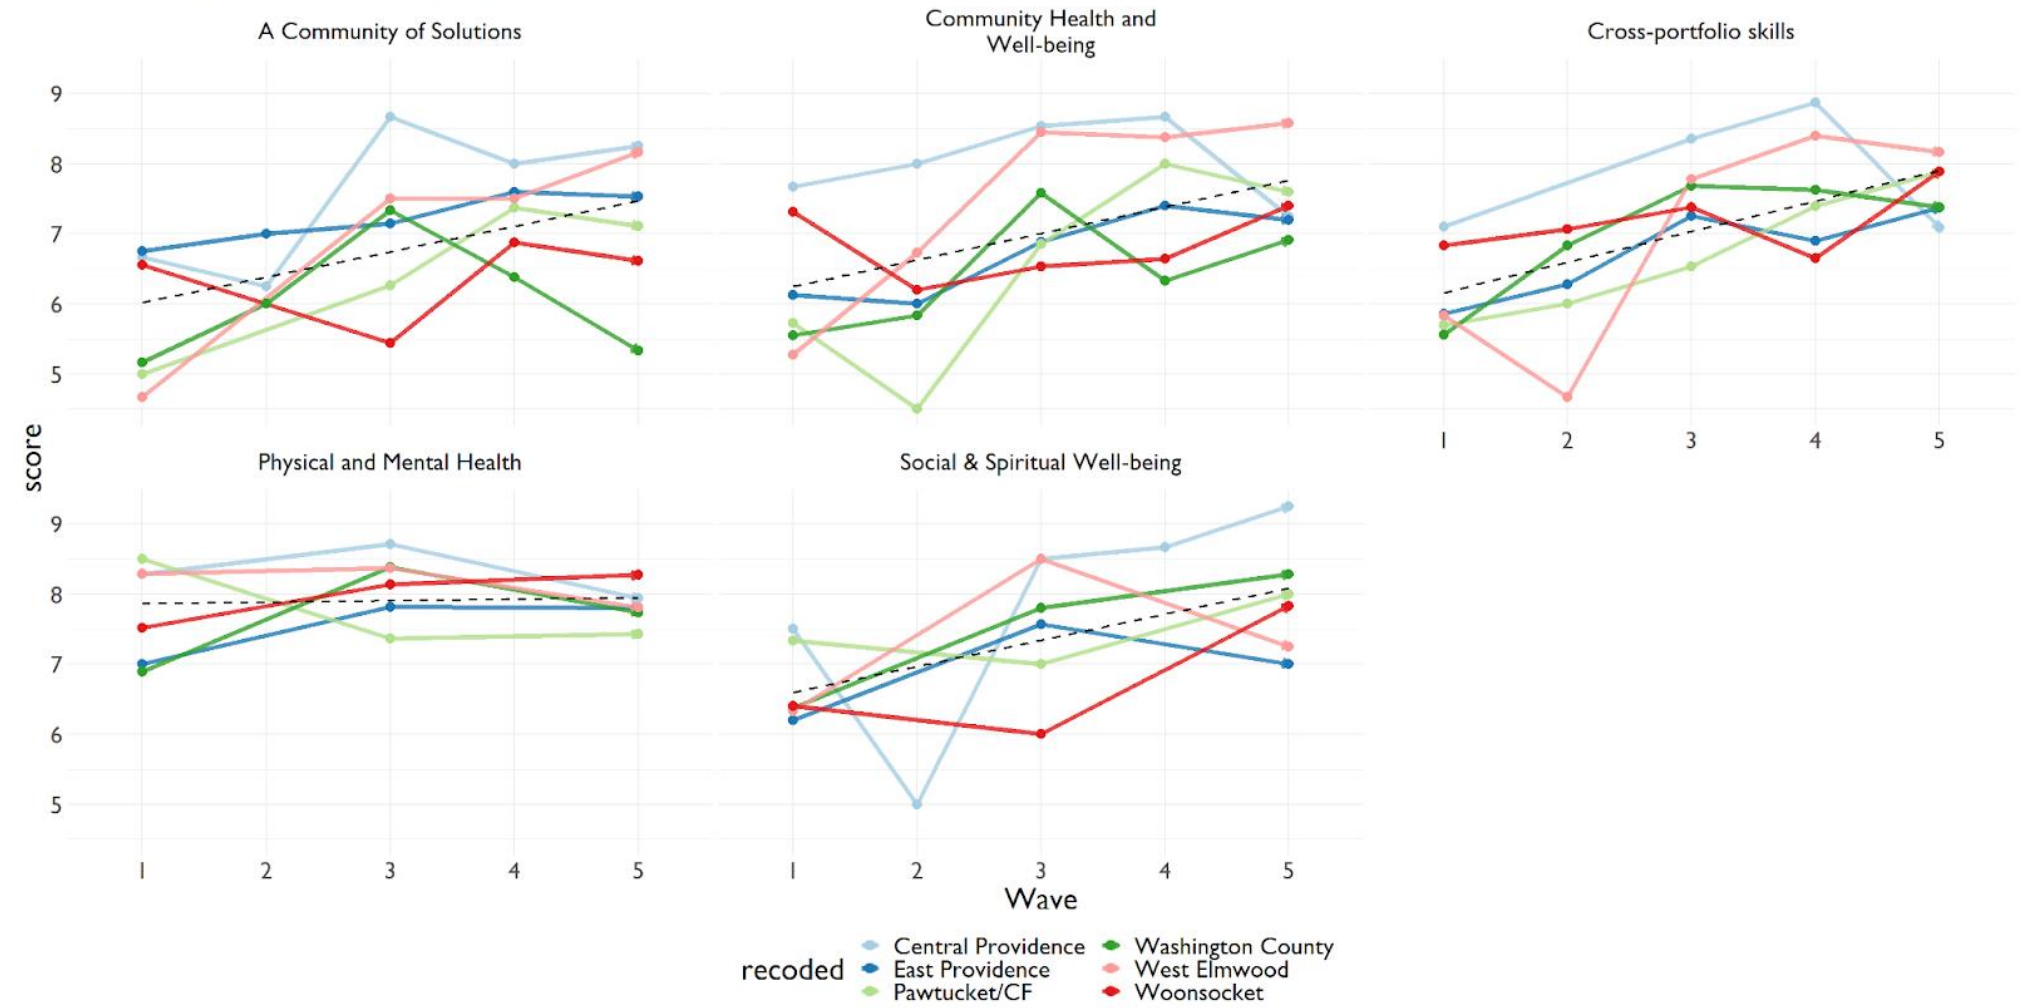 A Community of Solutions
Community Health and
Well-being
Cross-portfolio skills
9
8
7
6
5
1 2 3 4 5
score
Physical and Mental Health
Social & Spiritual Well-being
9
8
7
6
5
1 2 3 4 5
1 2 3 4 5
Wave
recoded
Central Providence
East Providence
Pawtucket/CF
Washington County
West Elmwood
Woonsocket